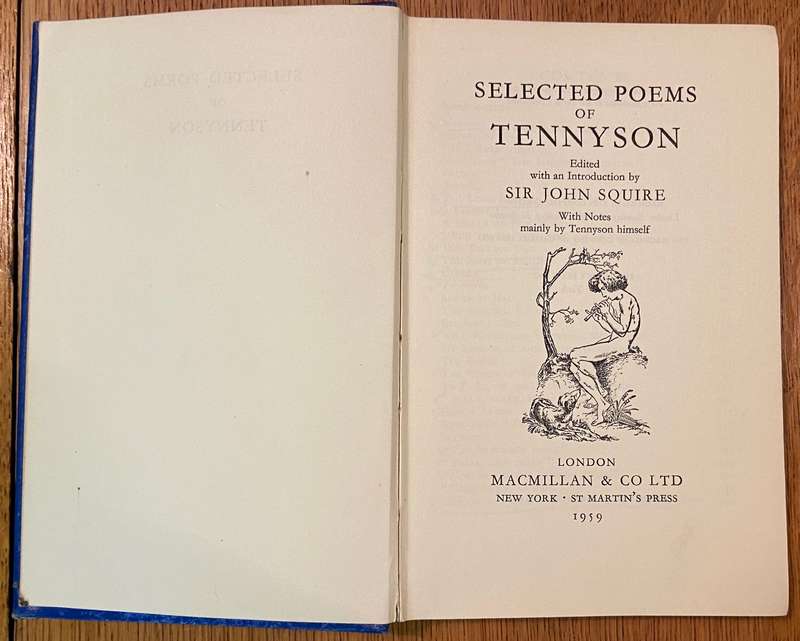 SELECTED POEMS
OF
TENNYSON
Edited
with an Introduction by
SIR JOHN SQUIRE
With Notes
mainly by Tennyson himself
LONDON
MACMILLAN & CO LTD
NEW YORK · ST MARTIN'S PRESS
1959